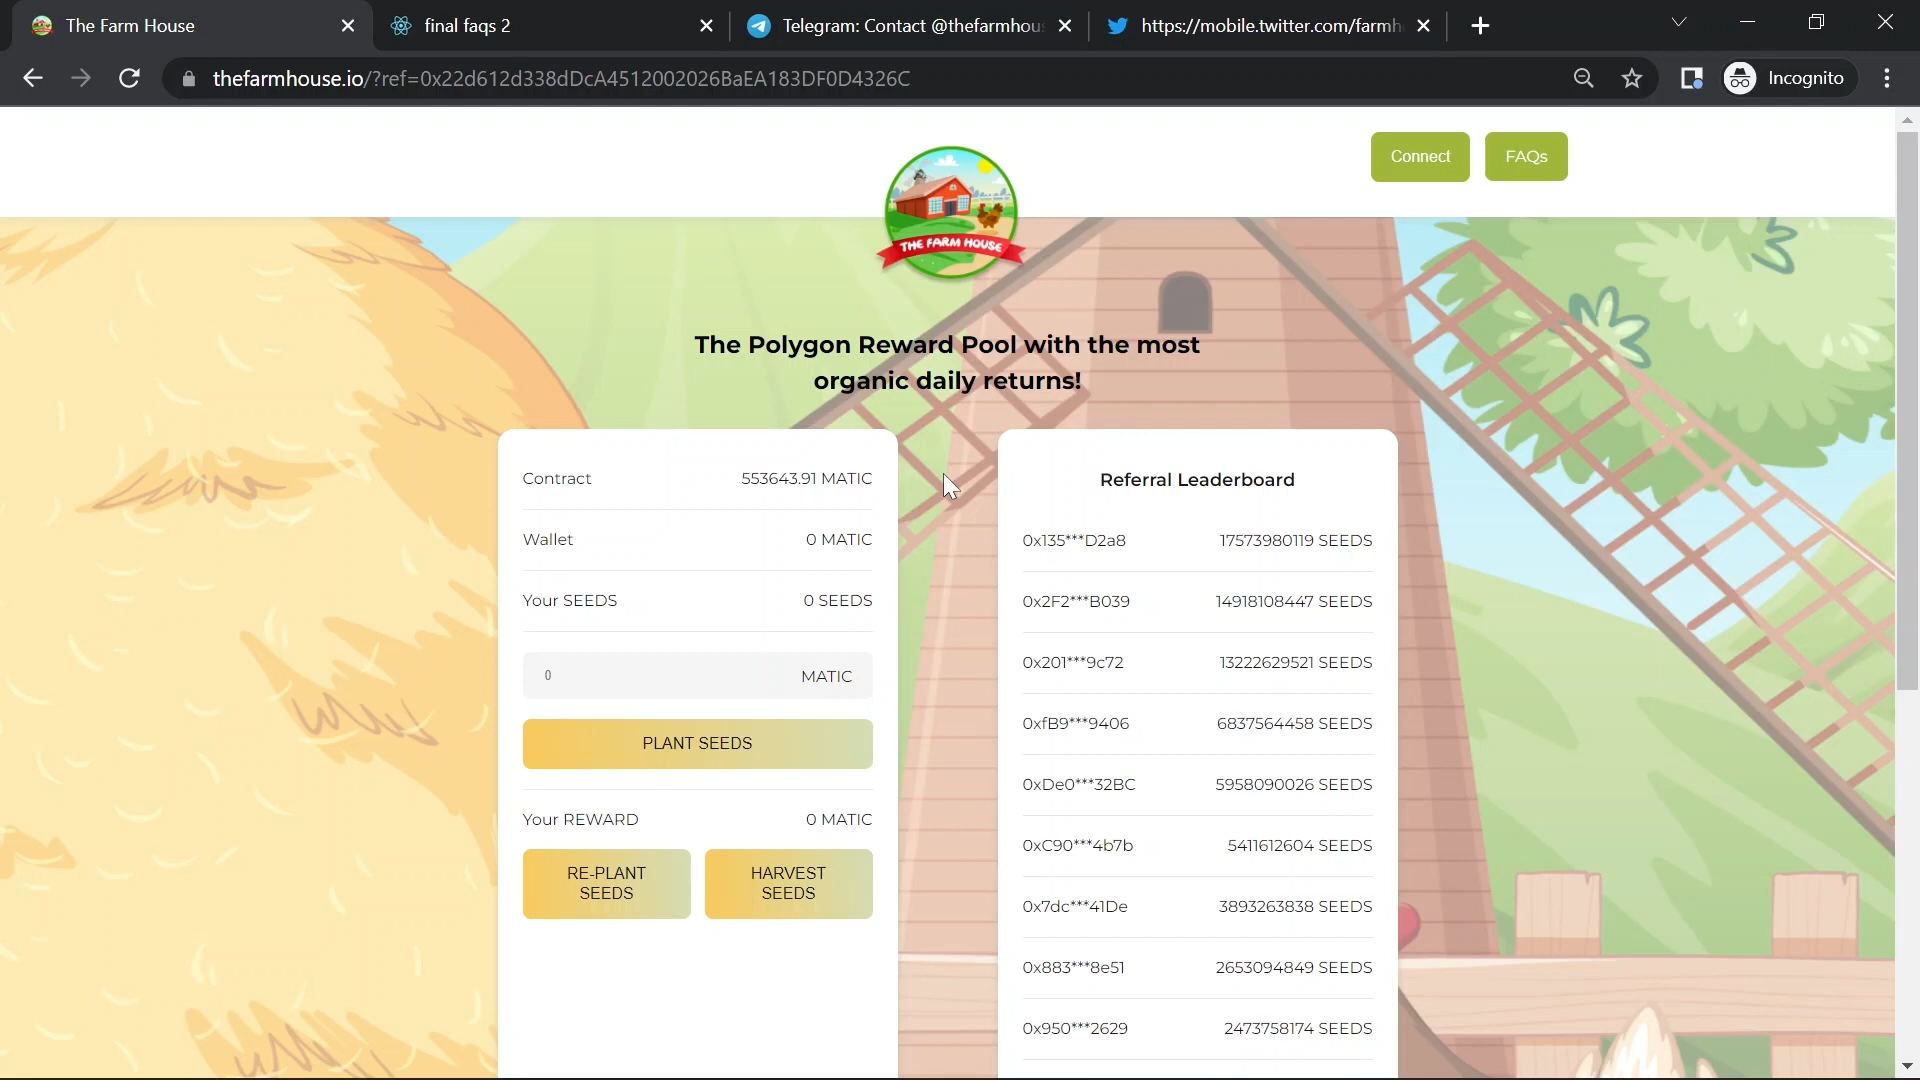 The Farm House
final faqs 2
Telegram: Contact @thefarmhou
https://mobile.twitter.com/farmh
thefarmhouse.io/?ref=0x22d612d338dDcA4512002026BaEA183DF0D4326C
Incognito
Connect
FAQs
THE FARM HOUSE
The Polygon Reward Pool with the most
organic daily returns!
Contract 553643.91 MATIC
Wallet 0 MATIC
Your SEEDS 0 SEEDS
0 MATIC
PLANT SEEDS
Your REWARD 0 MATIC
RE-PLANT
SEEDS
HARVEST
SEEDS
Referral Leaderboard
0x135***D2a8 17573980119 SEEDS
0x2F2***B039 14918108447 SEEDS
0x201***9c72 13222629521 SEEDS
0xfB9***9406 6837564458 SEEDS
0xDe0***32BC 5958090026 SEEDS
0xC90***4b7b 5411612604 SEEDS
0x7dc***41De 3893263838 SEEDS
0x883***8e51 2653094849 SEEDS
0x950***2629 2473758174 SEEDS